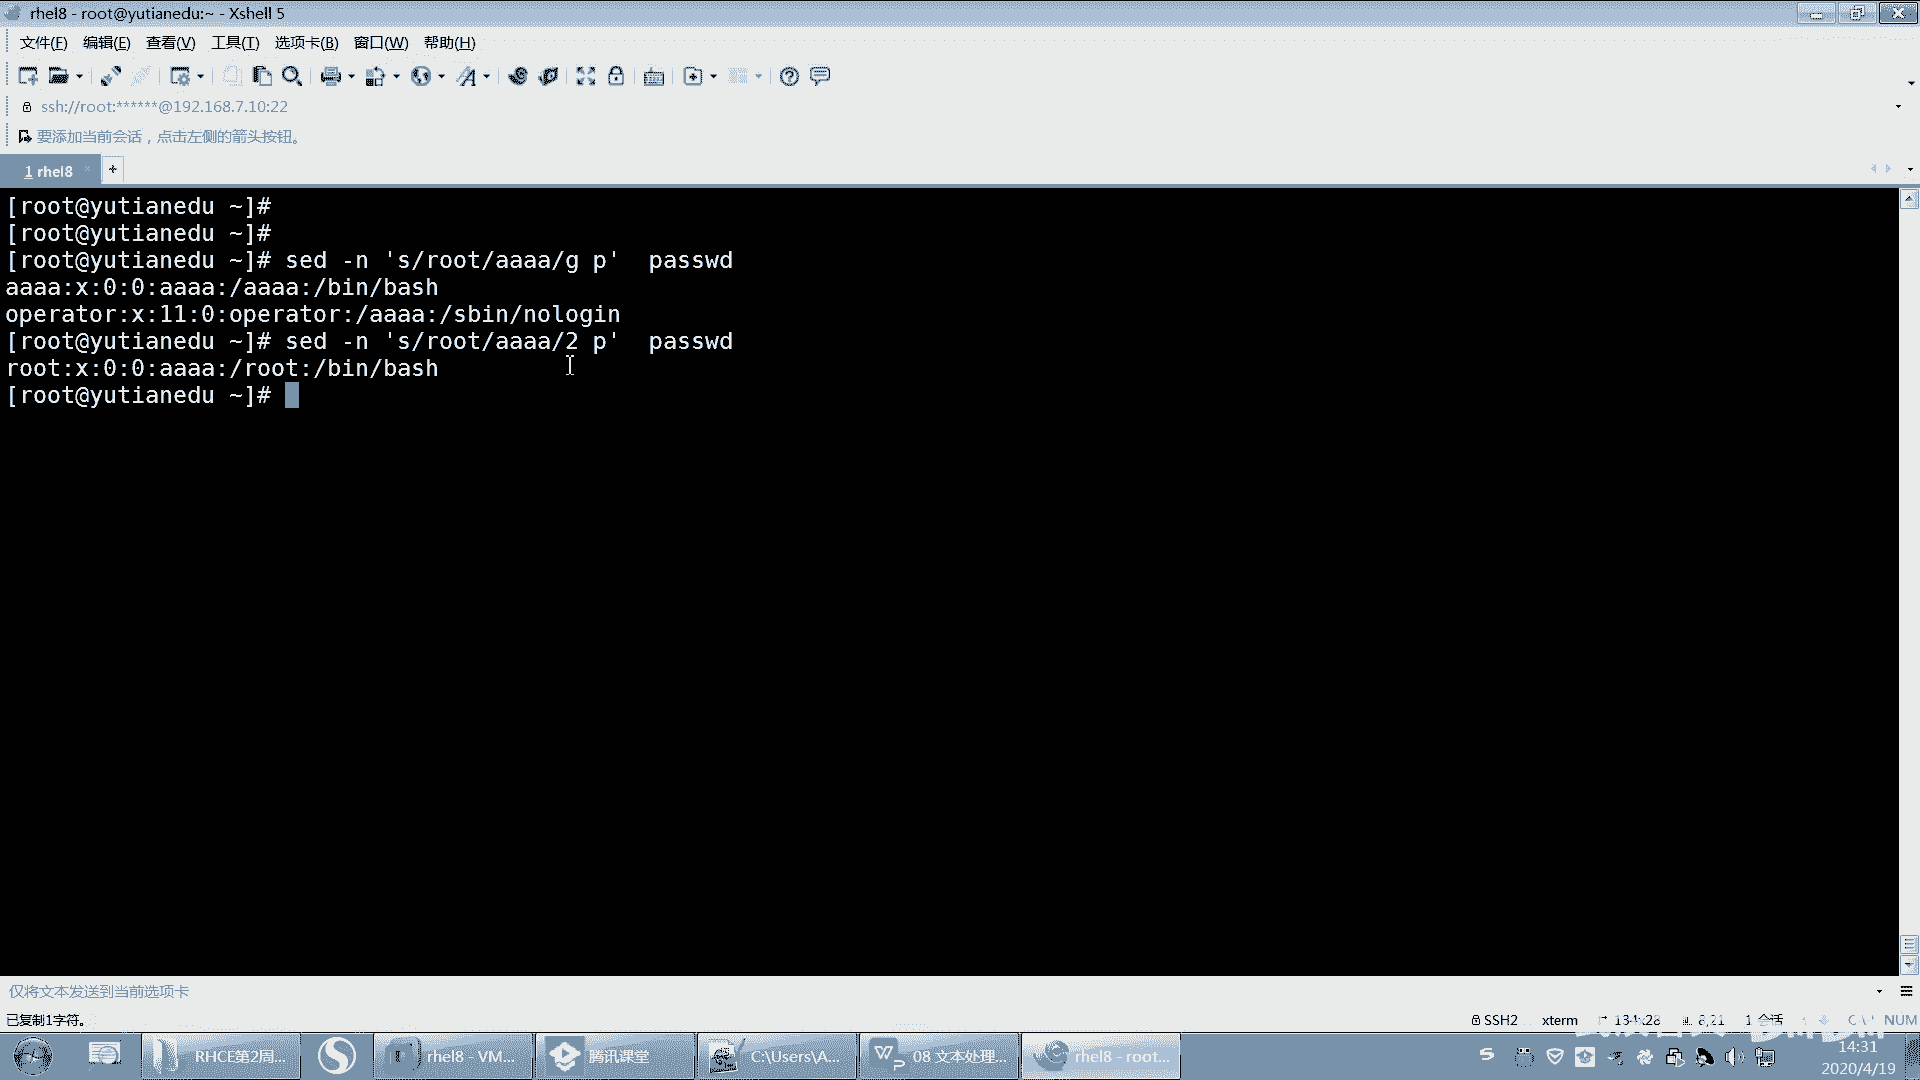 rhel8 - root@yutianedu:~ - Xshell 5
文件(F) 编辑(E) 查看(V) 工具(T) 选项卡(B) 窗口(W) 帮助(H)
ssh://root:******@192.168.7.10:22
要添加当前会话，点击左侧的箭头按钮。
1 rhel8
[root@yutianedu ~]#
[root@yutianedu ~]#
[root@yutianedu ~]# sed -n 's/root/aaaa/g p'  passwd
aaaa:x:0:0:aaaa:/aaaa:/bin/bash
operator:x:11:0:operator:/aaaa:/sbin/nologin
[root@yutianedu ~]# sed -n 's/root/aaaa/2 p'  passwd
root:x:0:0:aaaa:/root:/bin/bash
[root@yutianedu ~]#
仅将文本发送到当前选项卡
已复制1字符。
SSH2 xterm 134x28 8,21 1 会话 NUM
RHCE第2周... rhel8 - VM... 腾讯课堂 C:\Users\A... 08 文本处理... rhel8 - root...
14:31
2020/4/19